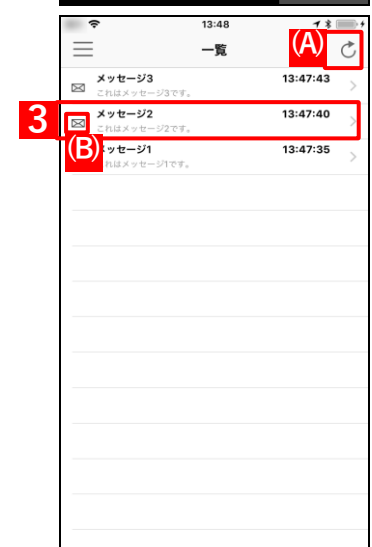 13:48
一覧
(A)
メッセージ3
13:47:43
これはメッセージ3です。
3
メッセージ2
13:47:40
これはメッセージ2です。
(B)
ッセージ1
13:47:35
れはメッセージ1です。